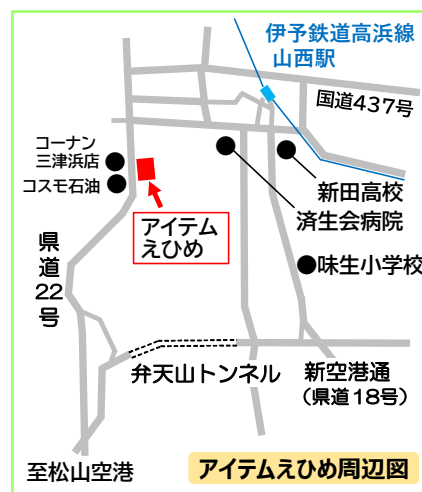 伊予鉄道高浜線
山西駅
国道437号
コーナン
三津浜店
コスモ石油
新田高校
済生会病院
アイテム
えひめ
味生小学校
県道22号
弁天山トンネル
新空港通
（県道18号）
至松山空港
アイテムえひめ周辺図